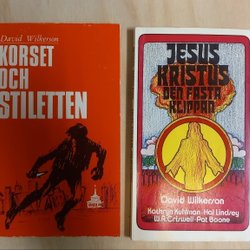 David Wilkerson
KORSET
OCH
STILETTEN
JESUS
KRISTUS
DEN FASTA
KLIPPAN
David Wilkerson
Kathryn Kuhlman · Hal Lindsey
W.A. Criswell · Pat Boone